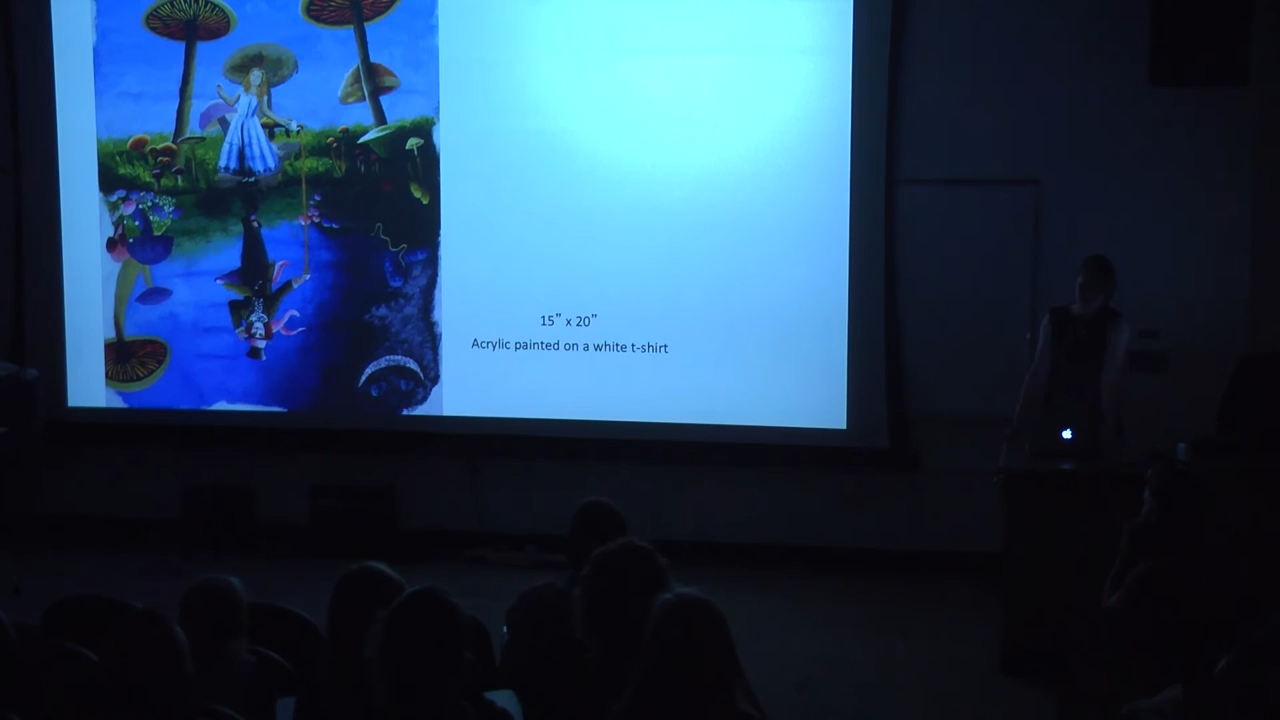 15” x 20”
Acrylic painted on a white t-shirt